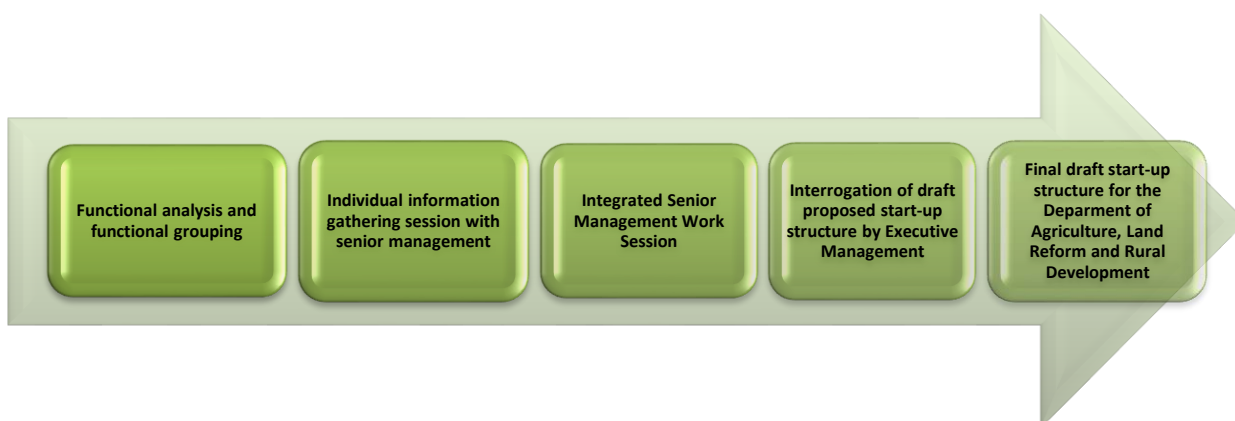 Functional analysis and
functional grouping
Individual information
gathering session with
senior management
Integrated Senior
Management Work
Session
Interrogation of draft
proposed start-up
structure by Executive
Management
Final draft start-up
structure for the
Deparment of
Agriculture, Land
Reform and Rural
Development